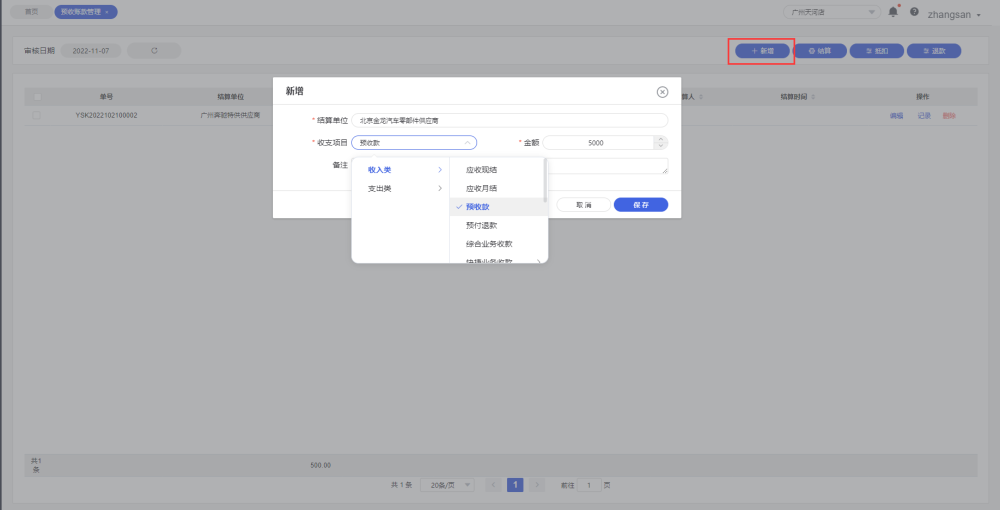 首页 预收账款管理 × 广州天河店 zhangsan
审核日期 2022-11-07 + 新增 结算 抵扣 退款
单号 结算单位 算人 结算时间 操作
YSK2022102100002 广州奔驰特供供应商 编辑 记录 删除
新增
* 结算单位 北京金龙汽车零部件供应商
* 收支项目 预收款 * 金额 5000
备注
收入类
支出类
应收现结
应收月结
预收款
预付退款
综合业务收款
快捷业务收款
取消 保存
共1
条
500.00
共 1 条 20条/页 1 前往 1 页